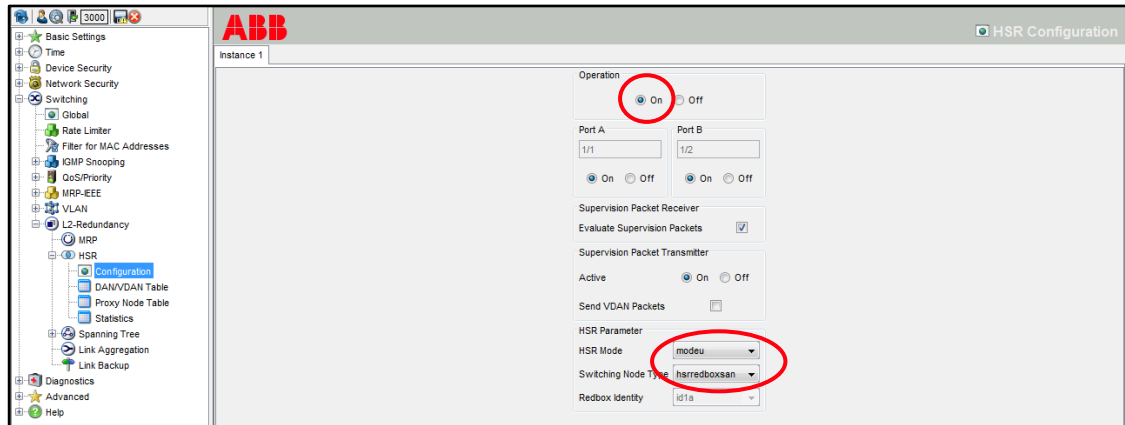 3000
ABB
HSR Configuration
Basic Settings
Time
Device Security
Network Security
Switching
Global
Rate Limiter
Filter for MAC Addresses
IGMP Snooping
QoS/Priority
MRP-IEEE
VLAN
L2-Redundancy
MRP
HSR
Configuration
DAN/VDAN Table
Proxy Node Table
Statistics
Spanning Tree
Link Aggregation
Link Backup
Diagnostics
Advanced
Help
Instance 1
Operation
On Off
Port A Port B
1/1 1/2
On Off On Off
Supervision Packet Receiver
Evaluate Supervision Packets
Supervision Packet Transmitter
Active On Off
Send VDAN Packets
HSR Parameter
HSR Mode modeu
Switching Node Type hsrredboxsan
Redbox Identity id1a